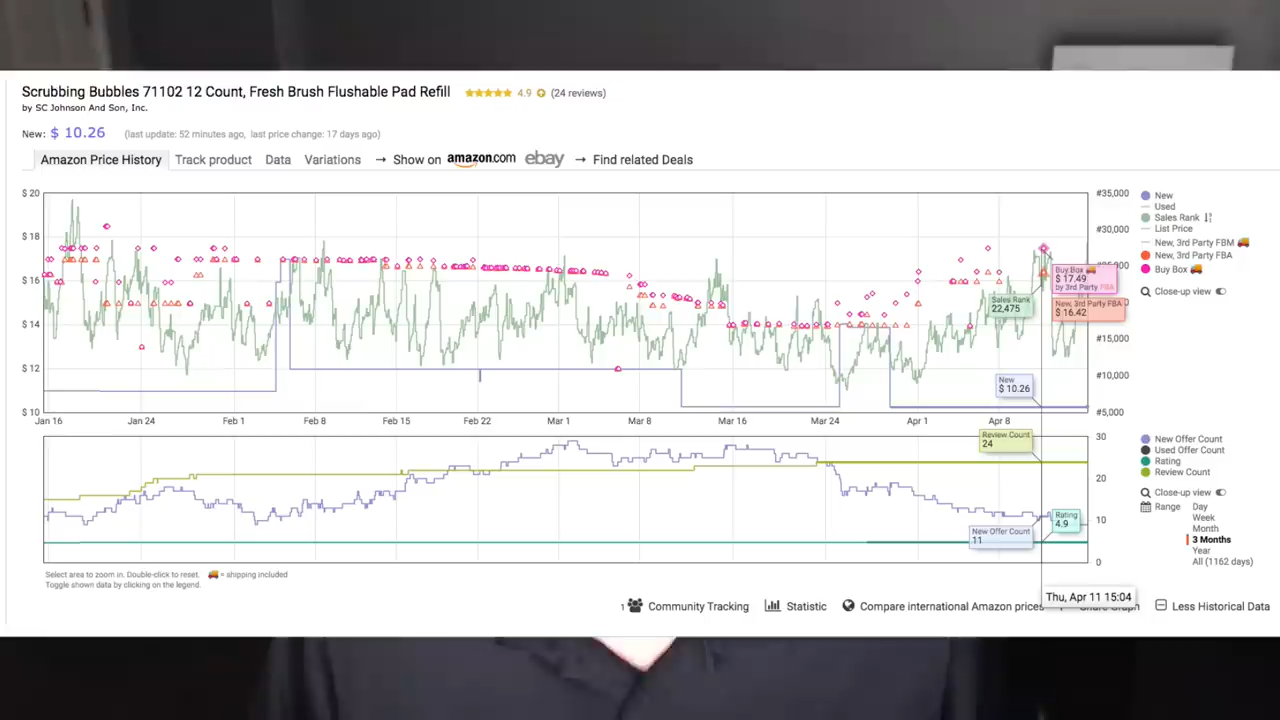 Scrubbing Bubbles 71102 12 Count, Fresh Brush Flushable Pad Refill 4.9 (24 reviews)
by SC Johnson And Son, Inc.
New: $ 10.26 (last update: 52 minutes ago, last price change: 17 days ago)
Amazon Price History Track product Data Variations → Show on amazon.com ebay → Find related Deals
$ 20
$ 18
$ 16
$ 14
$ 12
$ 10
#35,000
#30,000
#15,000
#10,000
#5,000
Jan 16 Jan 24 Feb 1 Feb 8 Feb 15 Feb 22 Mar 1 Mar 8 Mar 16 Mar 24 Apr 1 Apr 8
Sales Rank
22,475
Buy Box
$ 17.49
by 3rd Party FBA
New, 3rd Party FBA
$ 16.42
New
$ 10.26
New
Used
Sales Rank
List Price
New, 3rd Party FBM
New, 3rd Party FBA
Buy Box
Close-up view
Review Count
24
Rating
4.9
New Offer Count
11
30
20
10
0
New Offer Count
Used Offer Count
Rating
Review Count
Close-up view
Range
Day
Week
Month
3 Months
Year
All (1162 days)
Select area to zoom in. Double-click to reset. = shipping included
Toggle shown data by clicking on the legend.
Thu, Apr 11 15:04
1 Community Tracking Statistic Compare international Amazon prices Share Graph Less Historical Data